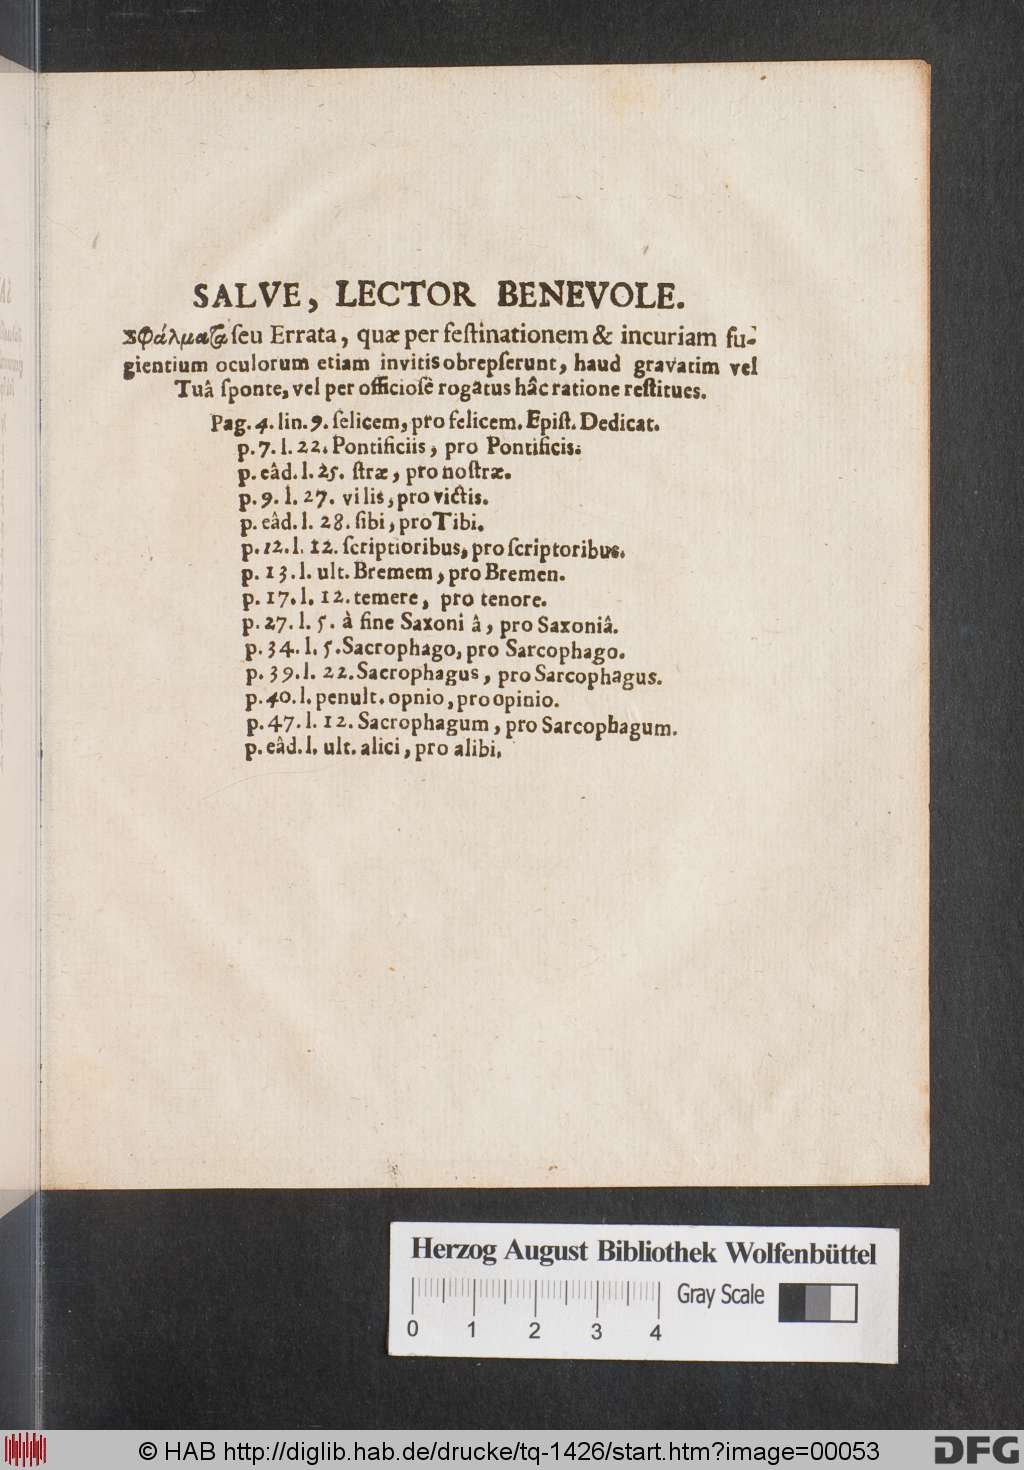 SALVE, LECTOR BENEVOLE.
Σφάλματα ſeu Errata, quæ per feſtinationem & incuriam fu-
gientium oculorum etiam invitis obrepſerunt, haud gravatim vel
Tuâ ſponte, vel per officioſè rogatus hâc ratione reſtitues.
Pag. 4. lin. 9. ſelicem, pro felicem. Epiſt. Dedicat.
p. 7. l. 22. Pontificiis, pro Pontificis.
p. eâd. l. 25. ſtræ, pro noſtræ.
p. 9. l. 27. vi lis, pro victis.
p. eâd. l. 28. ſibi, pro Tibi.
p. 12. l. 12. ſcriptioribus, pro ſcriptoribus.
p. 13. l. ult. Bremem, pro Bremen.
p. 17. l. 12. temere, pro tenore.
p. 27. l. 5. à fine Saxoni â, pro Saxoniâ.
p. 34. l. 5. Sacrophago, pro Sarcophago.
p. 39. l. 22. Sacrophagus, pro Sarcophagus.
p. 40. l. penult. opnio, pro opinio.
p. 47. l. 12. Sacrophagum, pro Sarcophagum.
p. eâd. l. ult. alici, pro alibi.
Herzog August Bibliothek Wolfenbüttel
Gray Scale
0 1 2 3 4
© HAB http://diglib.hab.de/drucke/tq-1426/start.htm?image=00053
DFG